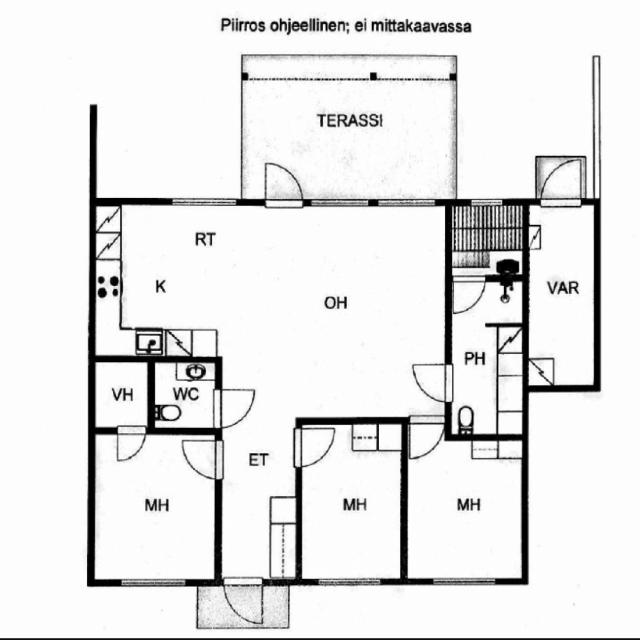 Piirros ohjeellinen; ei mittakaavassa
TERASSI
RT
K
OH
VAR
PH
VH
WC
ET
MH
MH
MH